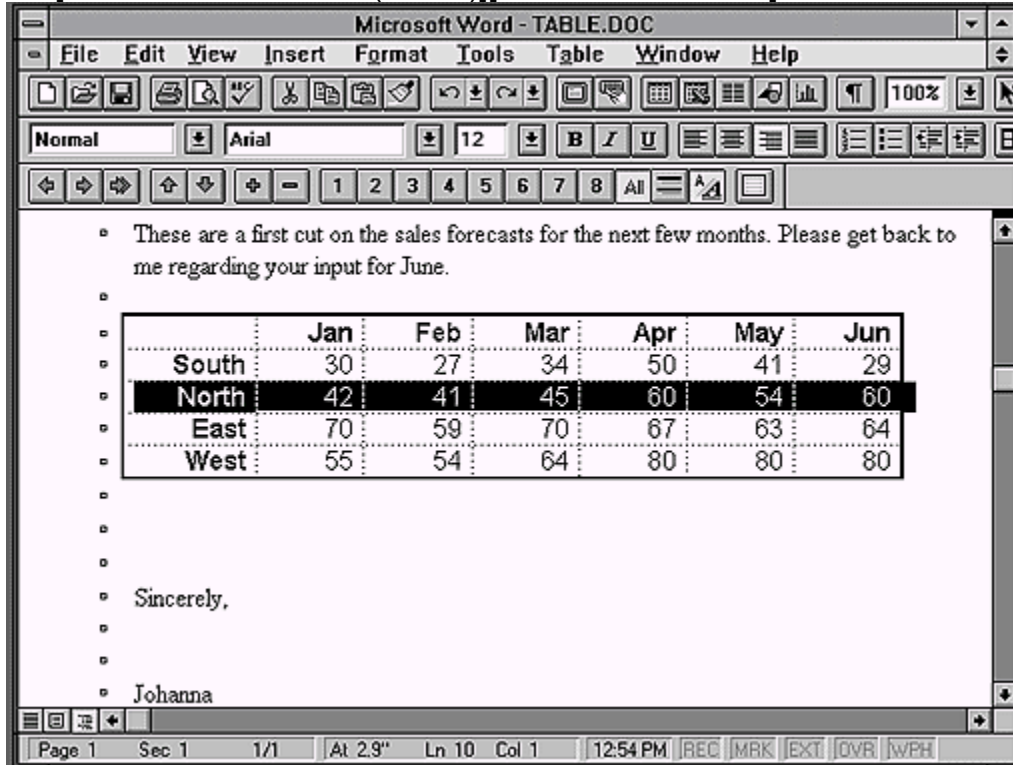 Microsoft Word - TABLE.DOC
File Edit View Insert Format Tools Table Window Help
100%
Normal Arial 12 B I U
1 2 3 4 5 6 7 8 All
These are a first cut on the sales forecasts for the next few months. Please get back to
me regarding your input for June.
Jan Feb Mar Apr May Jun
South 30 27 34 50 41 29
North 42 41 45 60 54 60
East 70 59 70 67 63 64
West 55 54 64 80 80 80
Sincerely,
Johanna
Page 1 Sec 1 1/1 At 2.9" Ln 10 Col 1 12:54 PM REC MRK EXT OVR WPH